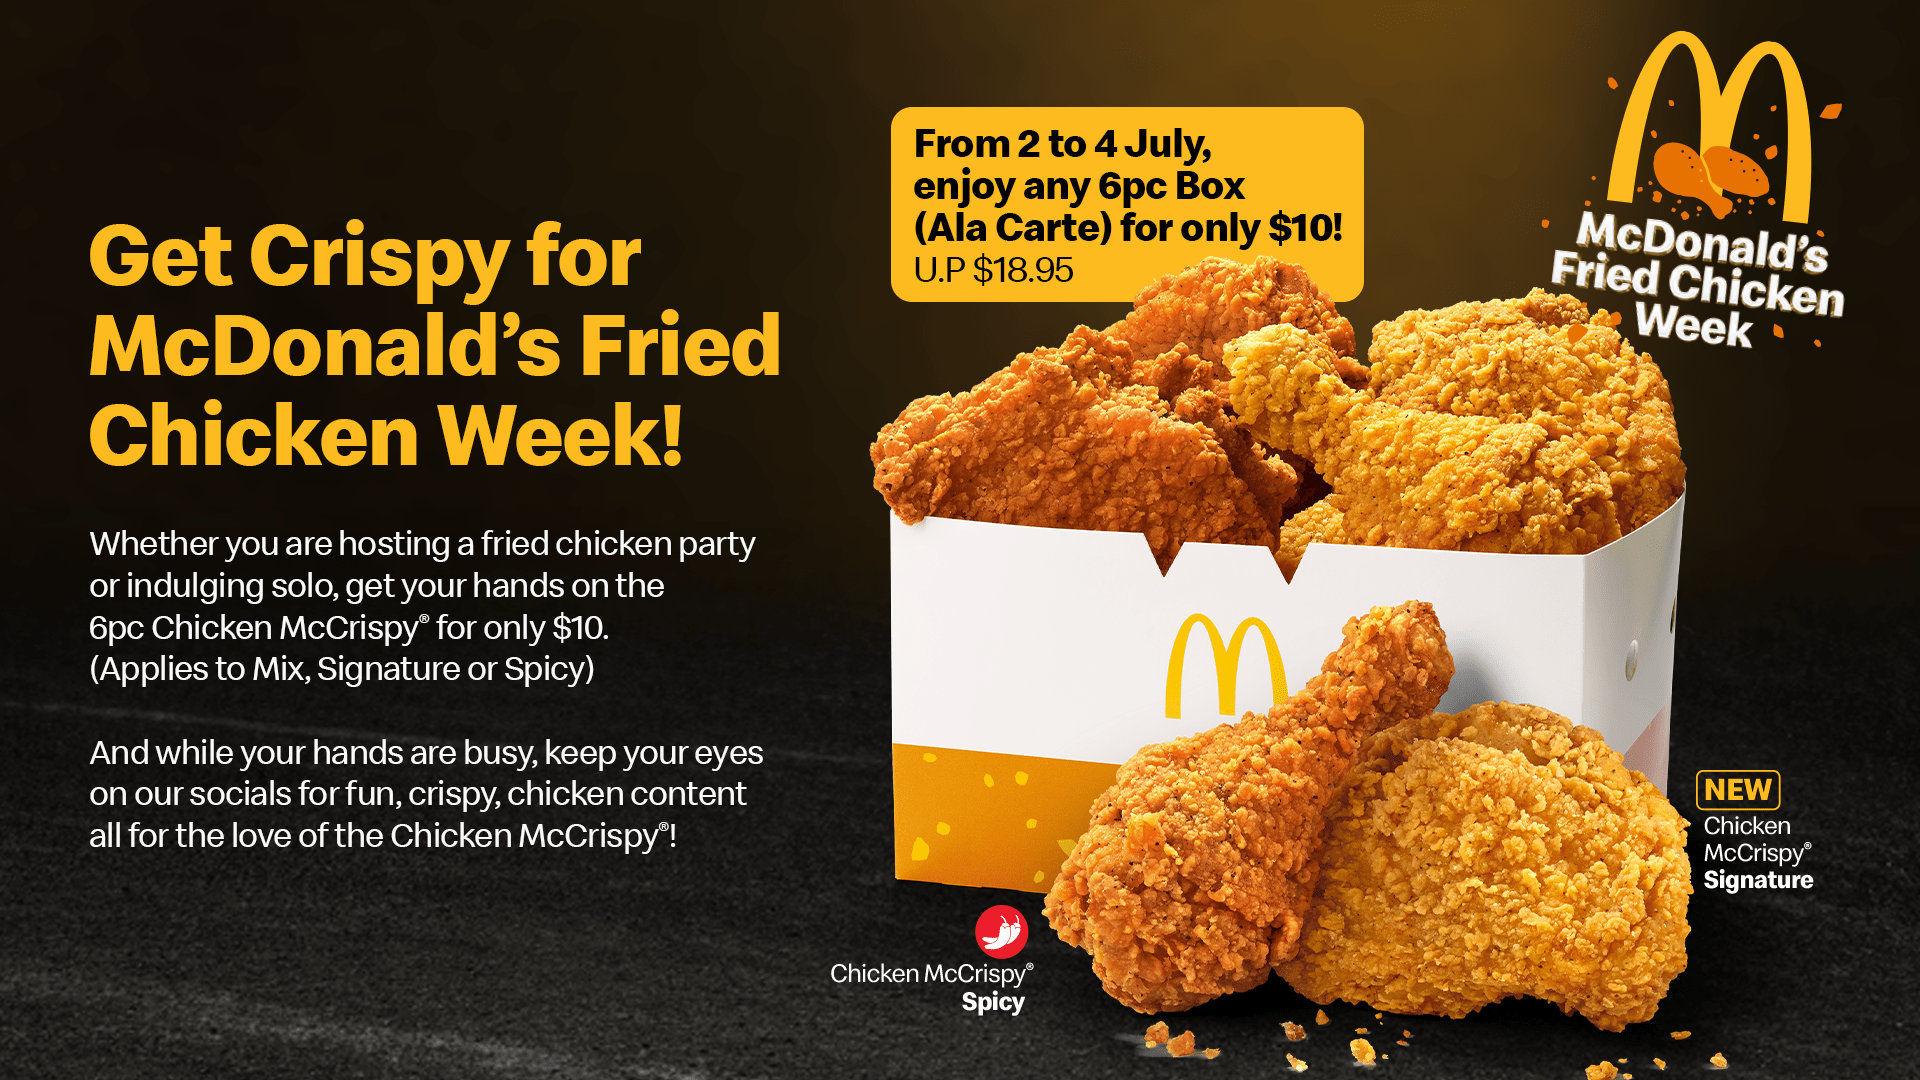 Get Crispy for
McDonald's Fried
Chicken Week!
Whether you are hosting a fried chicken party
or indulging solo, get your hands on the
6pc Chicken McCrispy® for only $10.
(Applies to Mix, Signature or Spicy)
And while your hands are busy, keep your eyes
on our socials for fun, crispy, chicken content
all for the love of the Chicken McCrispy®!
From 2 to 4 July,
enjoy any 6pc Box
(Ala Carte) for only $10!
U.P $18.95
McDonald's
Fried Chicken
Week
NEW
Chicken
McCrispy®
Signature
Chicken McCrispy®
Spicy